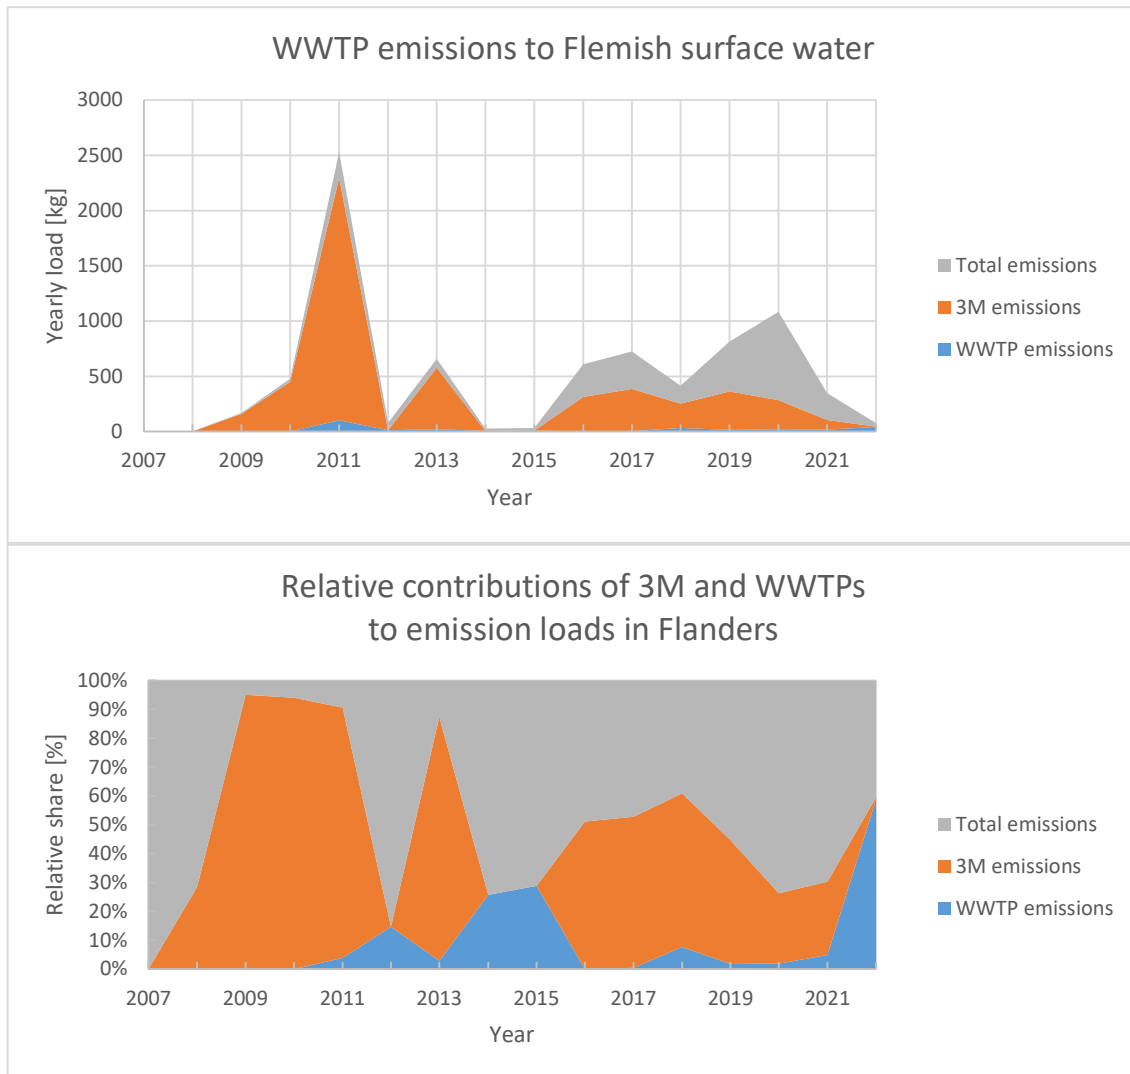 WWTP emissions to Flemish surface water
3000
2500
2000
1500
1000
500
0
Yearly load [kg]
2007 2009 2011 2013 2015 2017 2019 2021
Year
Total emissions
3M emissions
WWTP emissions
Relative contributions of 3M and WWTPs
to emission loads in Flanders
100%
90%
80%
70%
60%
50%
40%
30%
20%
10%
0%
Relative share [%]
2007 2009 2011 2013 2015 2017 2019 2021
Year
Total emissions
3M emissions
WWTP emissions